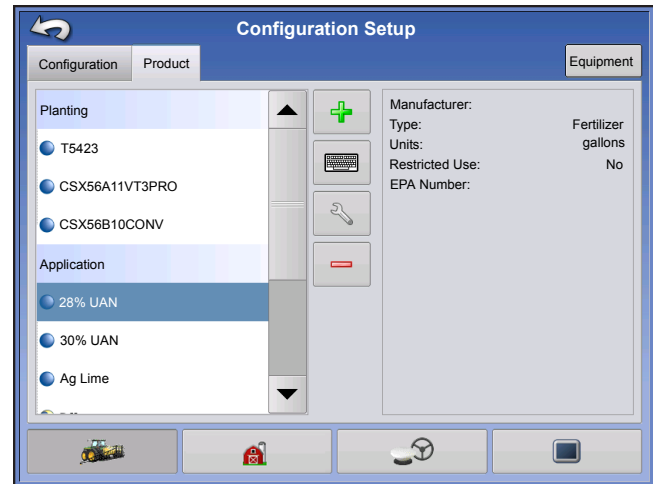 Configuration Setup
Configuration
Product
Equipment
Planting
T5423
CSX56A11VT3PRO
CSX56B10CONV
Application
28% UAN
30% UAN
Ag Lime
Manufacturer:
Type: Fertilizer
Units: gallons
Restricted Use: No
EPA Number: